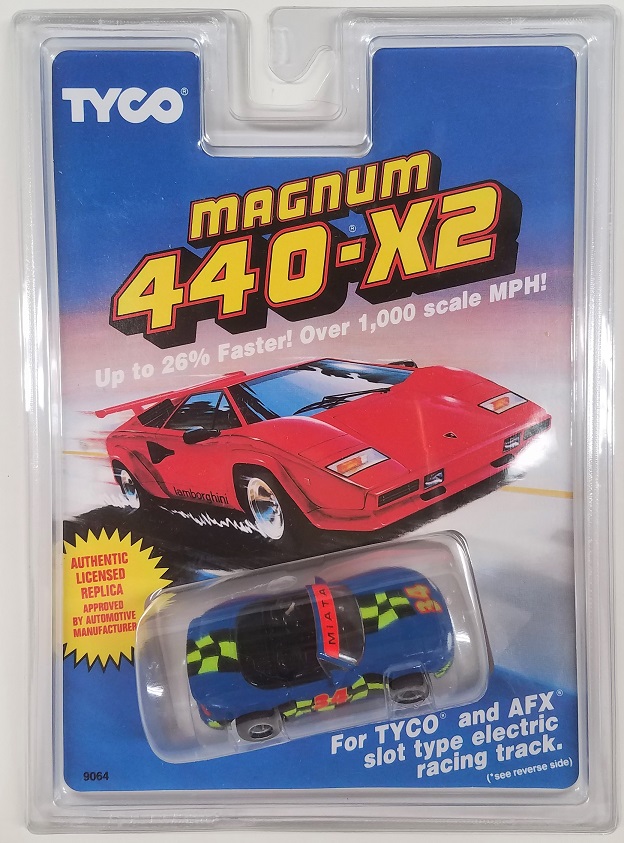 TYCO®
MAGNUM
440®-X2
Up to 26% Faster! Over 1,000 scale MPH!
lamborghini
AUTHENTIC
LICENSED
REPLICA
APPROVED
BY AUTOMOTIVE
MANUFACTURER
MIATA
34
34
For TYCO® and AFX®
slot type electric
racing track.
(*see reverse side)
9064